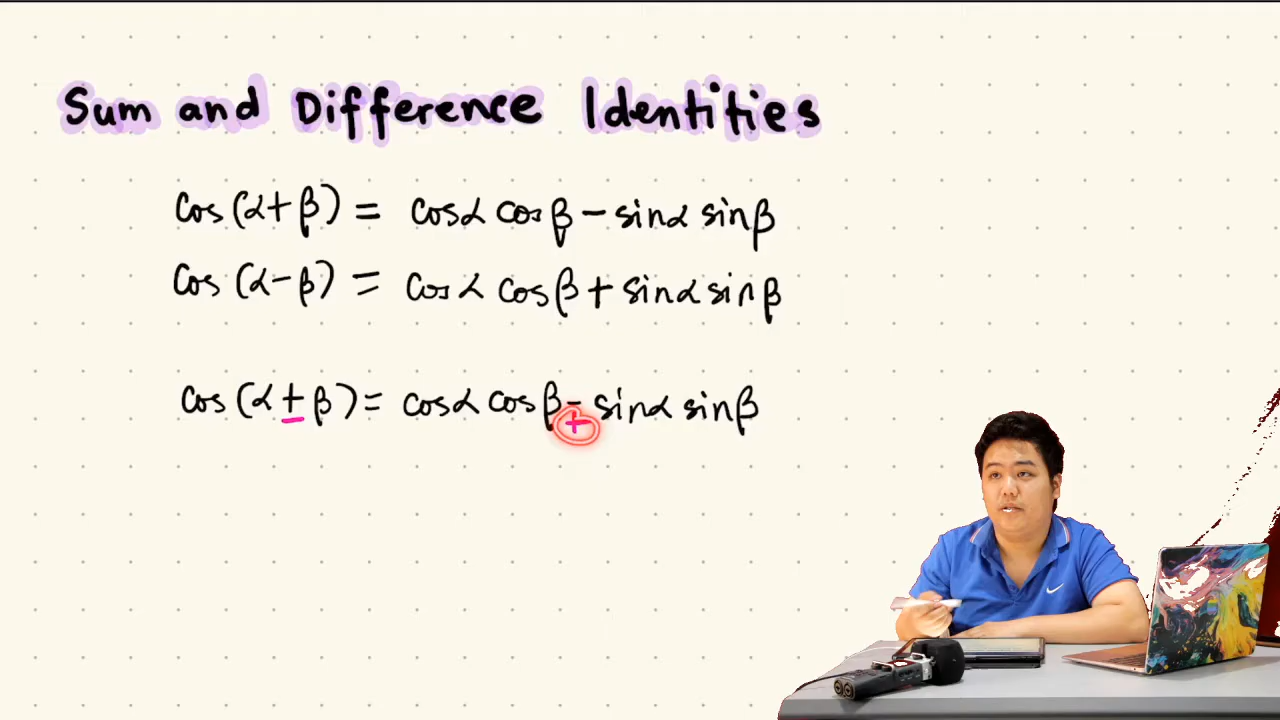 Sum and Difference Identities
cos(α+β) = cosα cosβ - sinα sinβ
cos(α-β) = cosα cosβ + sinα sinβ
cos(α±β) = cosα cosβ ∓ sinα sinβ